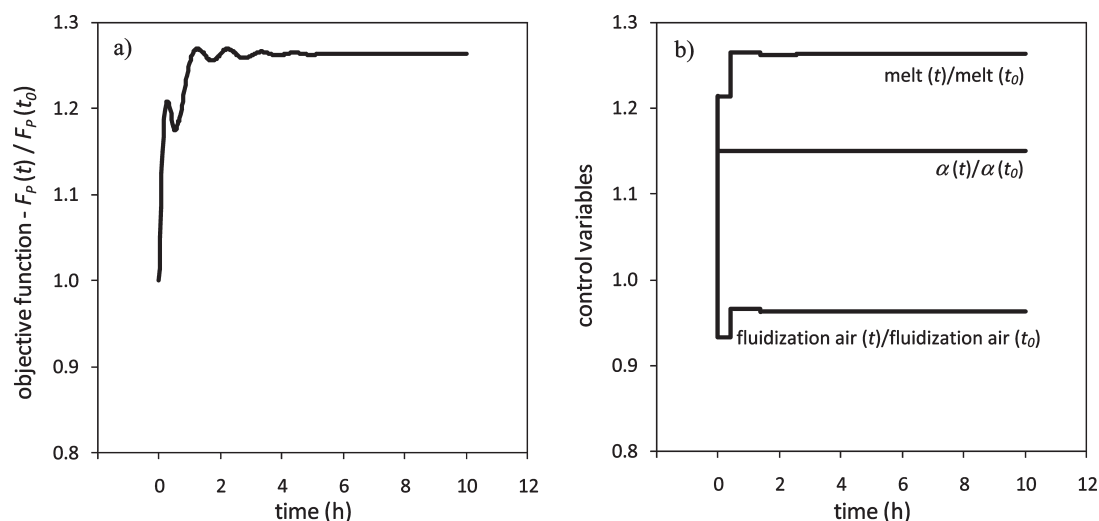 a)
objective function - F_P (t) / F_P (t_0)
1.3
1.2
1.1
1.0
0.9
0.8
0
2
4
6
8
10
12
time (h)
b)
control variables
1.3
1.2
1.1
1.0
0.9
0.8
melt (t)/melt (t_0)
α (t)/α (t_0)
fluidization air (t)/fluidization air (t_0)
0
2
4
6
8
10
12
time (h)